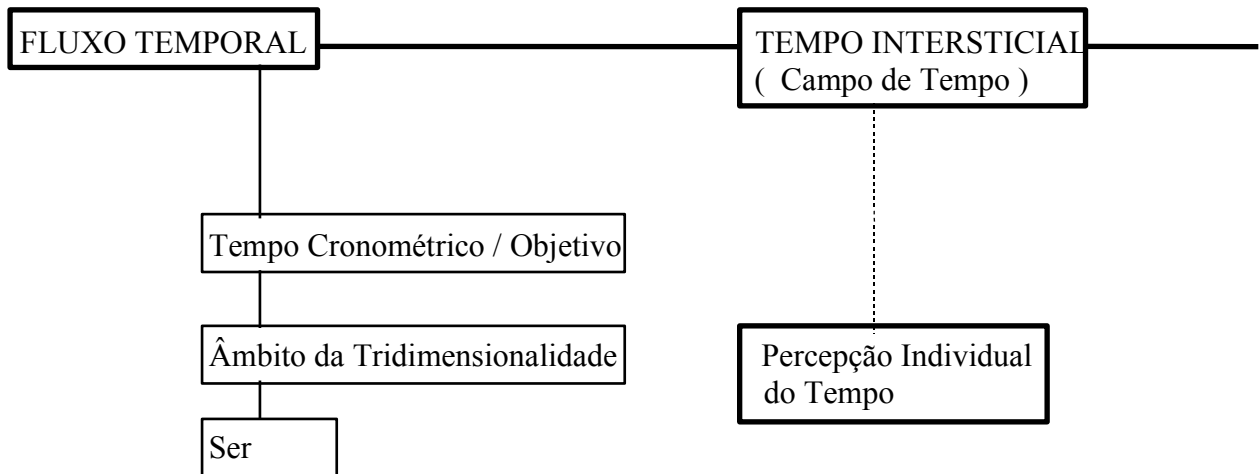 FLUXO TEMPORAL
TEMPO INTERSTICIAL
( Campo de Tempo )
Tempo Cronométrico / Objetivo
Âmbito da Tridimensionalidade
Percepção Individual
do Tempo
Ser